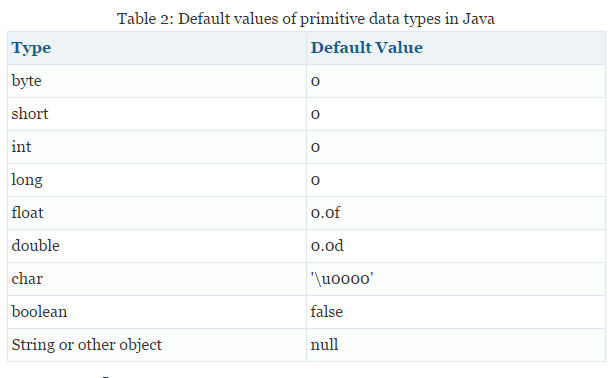 Table 2: Default values of primitive data types in Java
Type Default Value
byte 0
short 0
int 0
long 0
float 0.0f
double 0.0d
char '\u0000'
boolean false
String or other object null